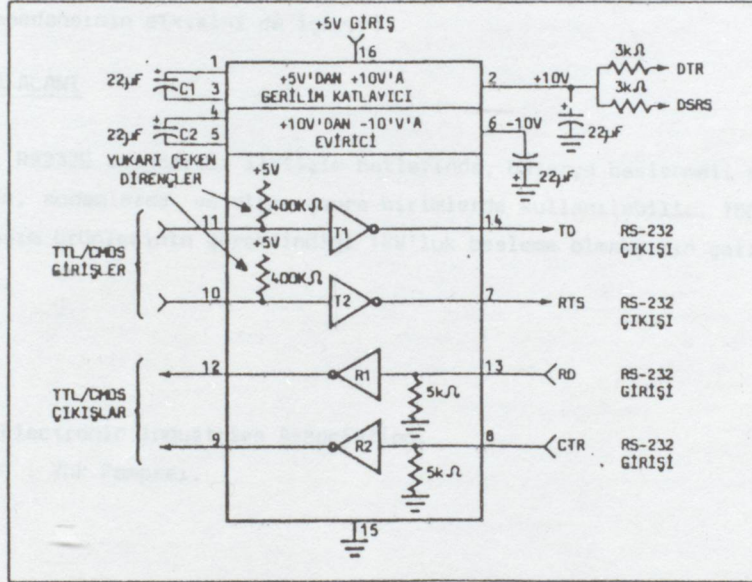 +5V GİRİŞ
16
1
22µF C1
3
+5V'DAN +10V'A
GERİLİM KATLAYICI
2 +10V
3kΩ DTR
3kΩ DSRS
22µF
4
22µF C2
5
+10V'DAN -10'V'A
EVİRİCİ
6 +10V
22µF
YUKARI ÇEKEN
DİRENÇLER
+5V
400KΩ
11
T1
14 TD RS-232
ÇIKIŞI
TTL/CMOS
GİRİŞLER
+5V
400KΩ
10
T2
7 RTS RS-232
ÇIKIŞI
12
R1
13 RD RS-232
GİRİŞİ
5kΩ
TTL/CMOS
ÇIKIŞLAR
9
R2
8 CTR RS-232
GİRİŞİ
5kΩ
15